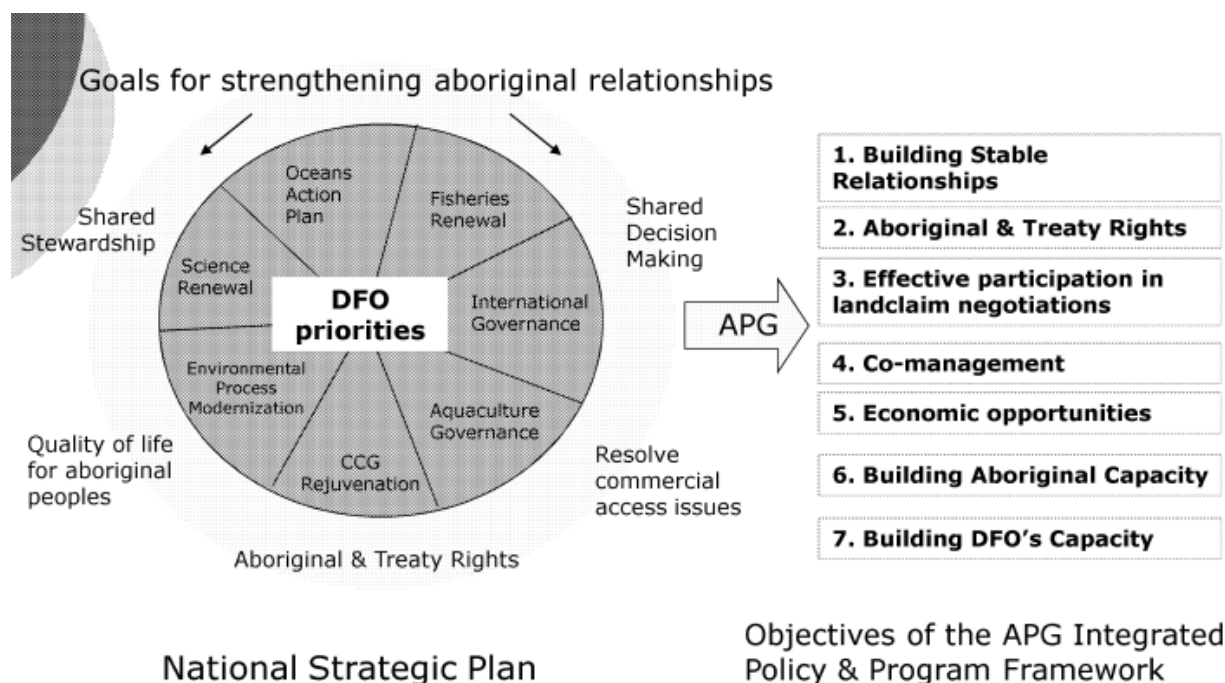 Goals for strengthening aboriginal relationships
Oceans
Action
Plan
Fisheries
Renewal
Shared
Stewardship
Shared
Decision
Making
Science
Renewal
DFO
priorities
International
Governance
Environmental
Process
Modernization
Aquaculture
Governance
CCG
Rejuvenation
Quality of life
for aboriginal
peoples
Resolve
commercial
access issues
Aboriginal & Treaty Rights
APG
1. Building Stable
Relationships
2. Aboriginal & Treaty Rights
3. Effective participation in
landclaim negotiations
4. Co-management
5. Economic opportunities
6. Building Aboriginal Capacity
7. Building DFO's Capacity
National Strategic Plan
Objectives of the APG Integrated
Policy & Program Framework